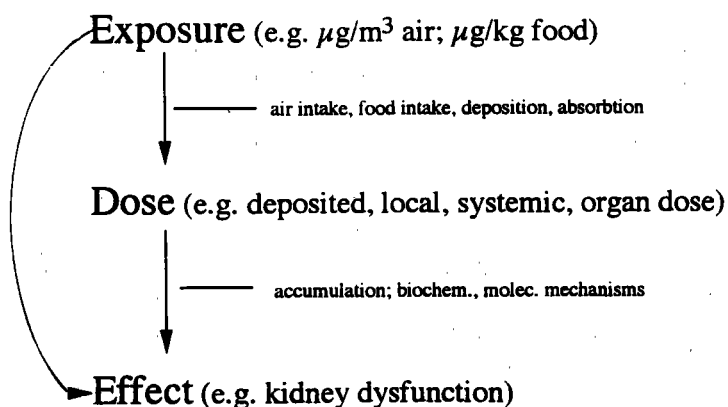 Exposure (e.g. μg/m³ air; μg/kg food)
air intake, food intake, deposition, absorbtion
Dose (e.g. deposited, local, systemic, organ dose)
accumulation; biochem., molec. mechanisms
Effect (e.g. kidney dysfunction)